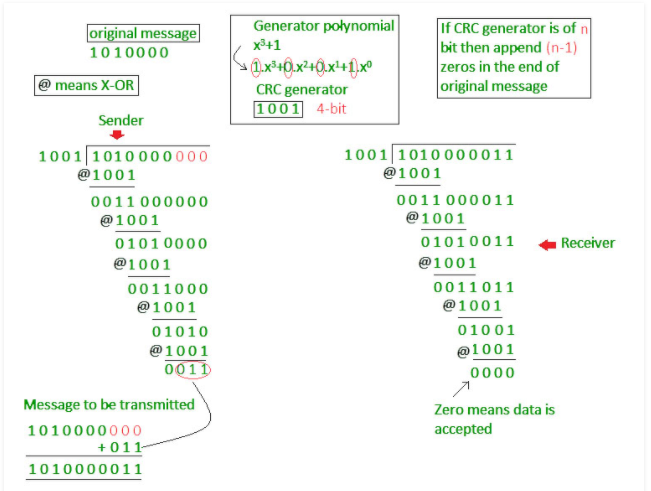 original message
1010000
@ means X-OR
Generator polynomial
x³+1
1.x³+0.x²+0.x¹+1.x⁰
CRC generator
1001 4-bit
If CRC generator is of n
bit then append (n-1)
zeros in the end of
original message
Sender
1001 1010000000
@1001
0011000000
@1001
01010000
@1001
0011000
@1001
01010
@1001
0011
Message to be transmitted
1010000000
+011
1010000011
1001 1010000011
@1001
0011000011
@1001
01010011
@1001
0011011
@1001
01001
@1001
0000
Receiver
Zero means data is
accepted